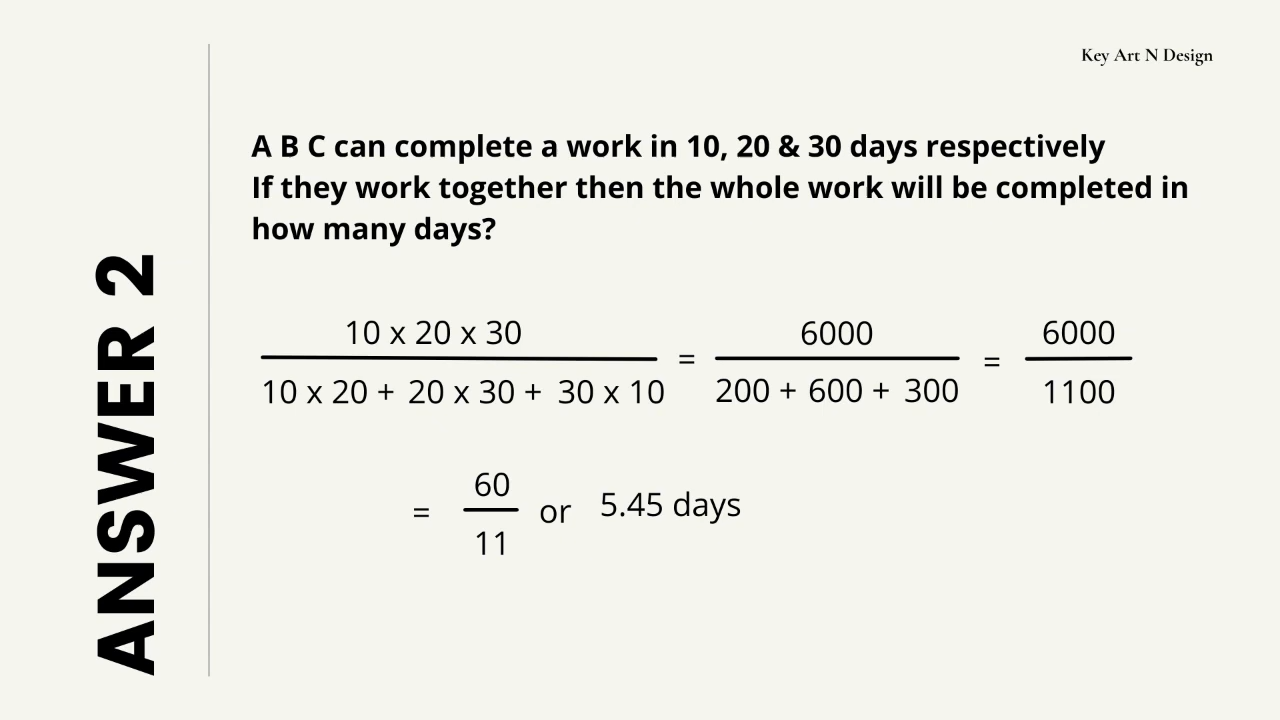 Key Art N Design
ANSWER 2
A B C can complete a work in 10, 20 & 30 days respectively
If they work together then the whole work will be completed in
how many days?
10 x 20 x 30
10 x 20 + 20 x 30 + 30 x 10
=
6000
200 + 600 + 300
=
6000
1100
=
60
11
or
5.45 days